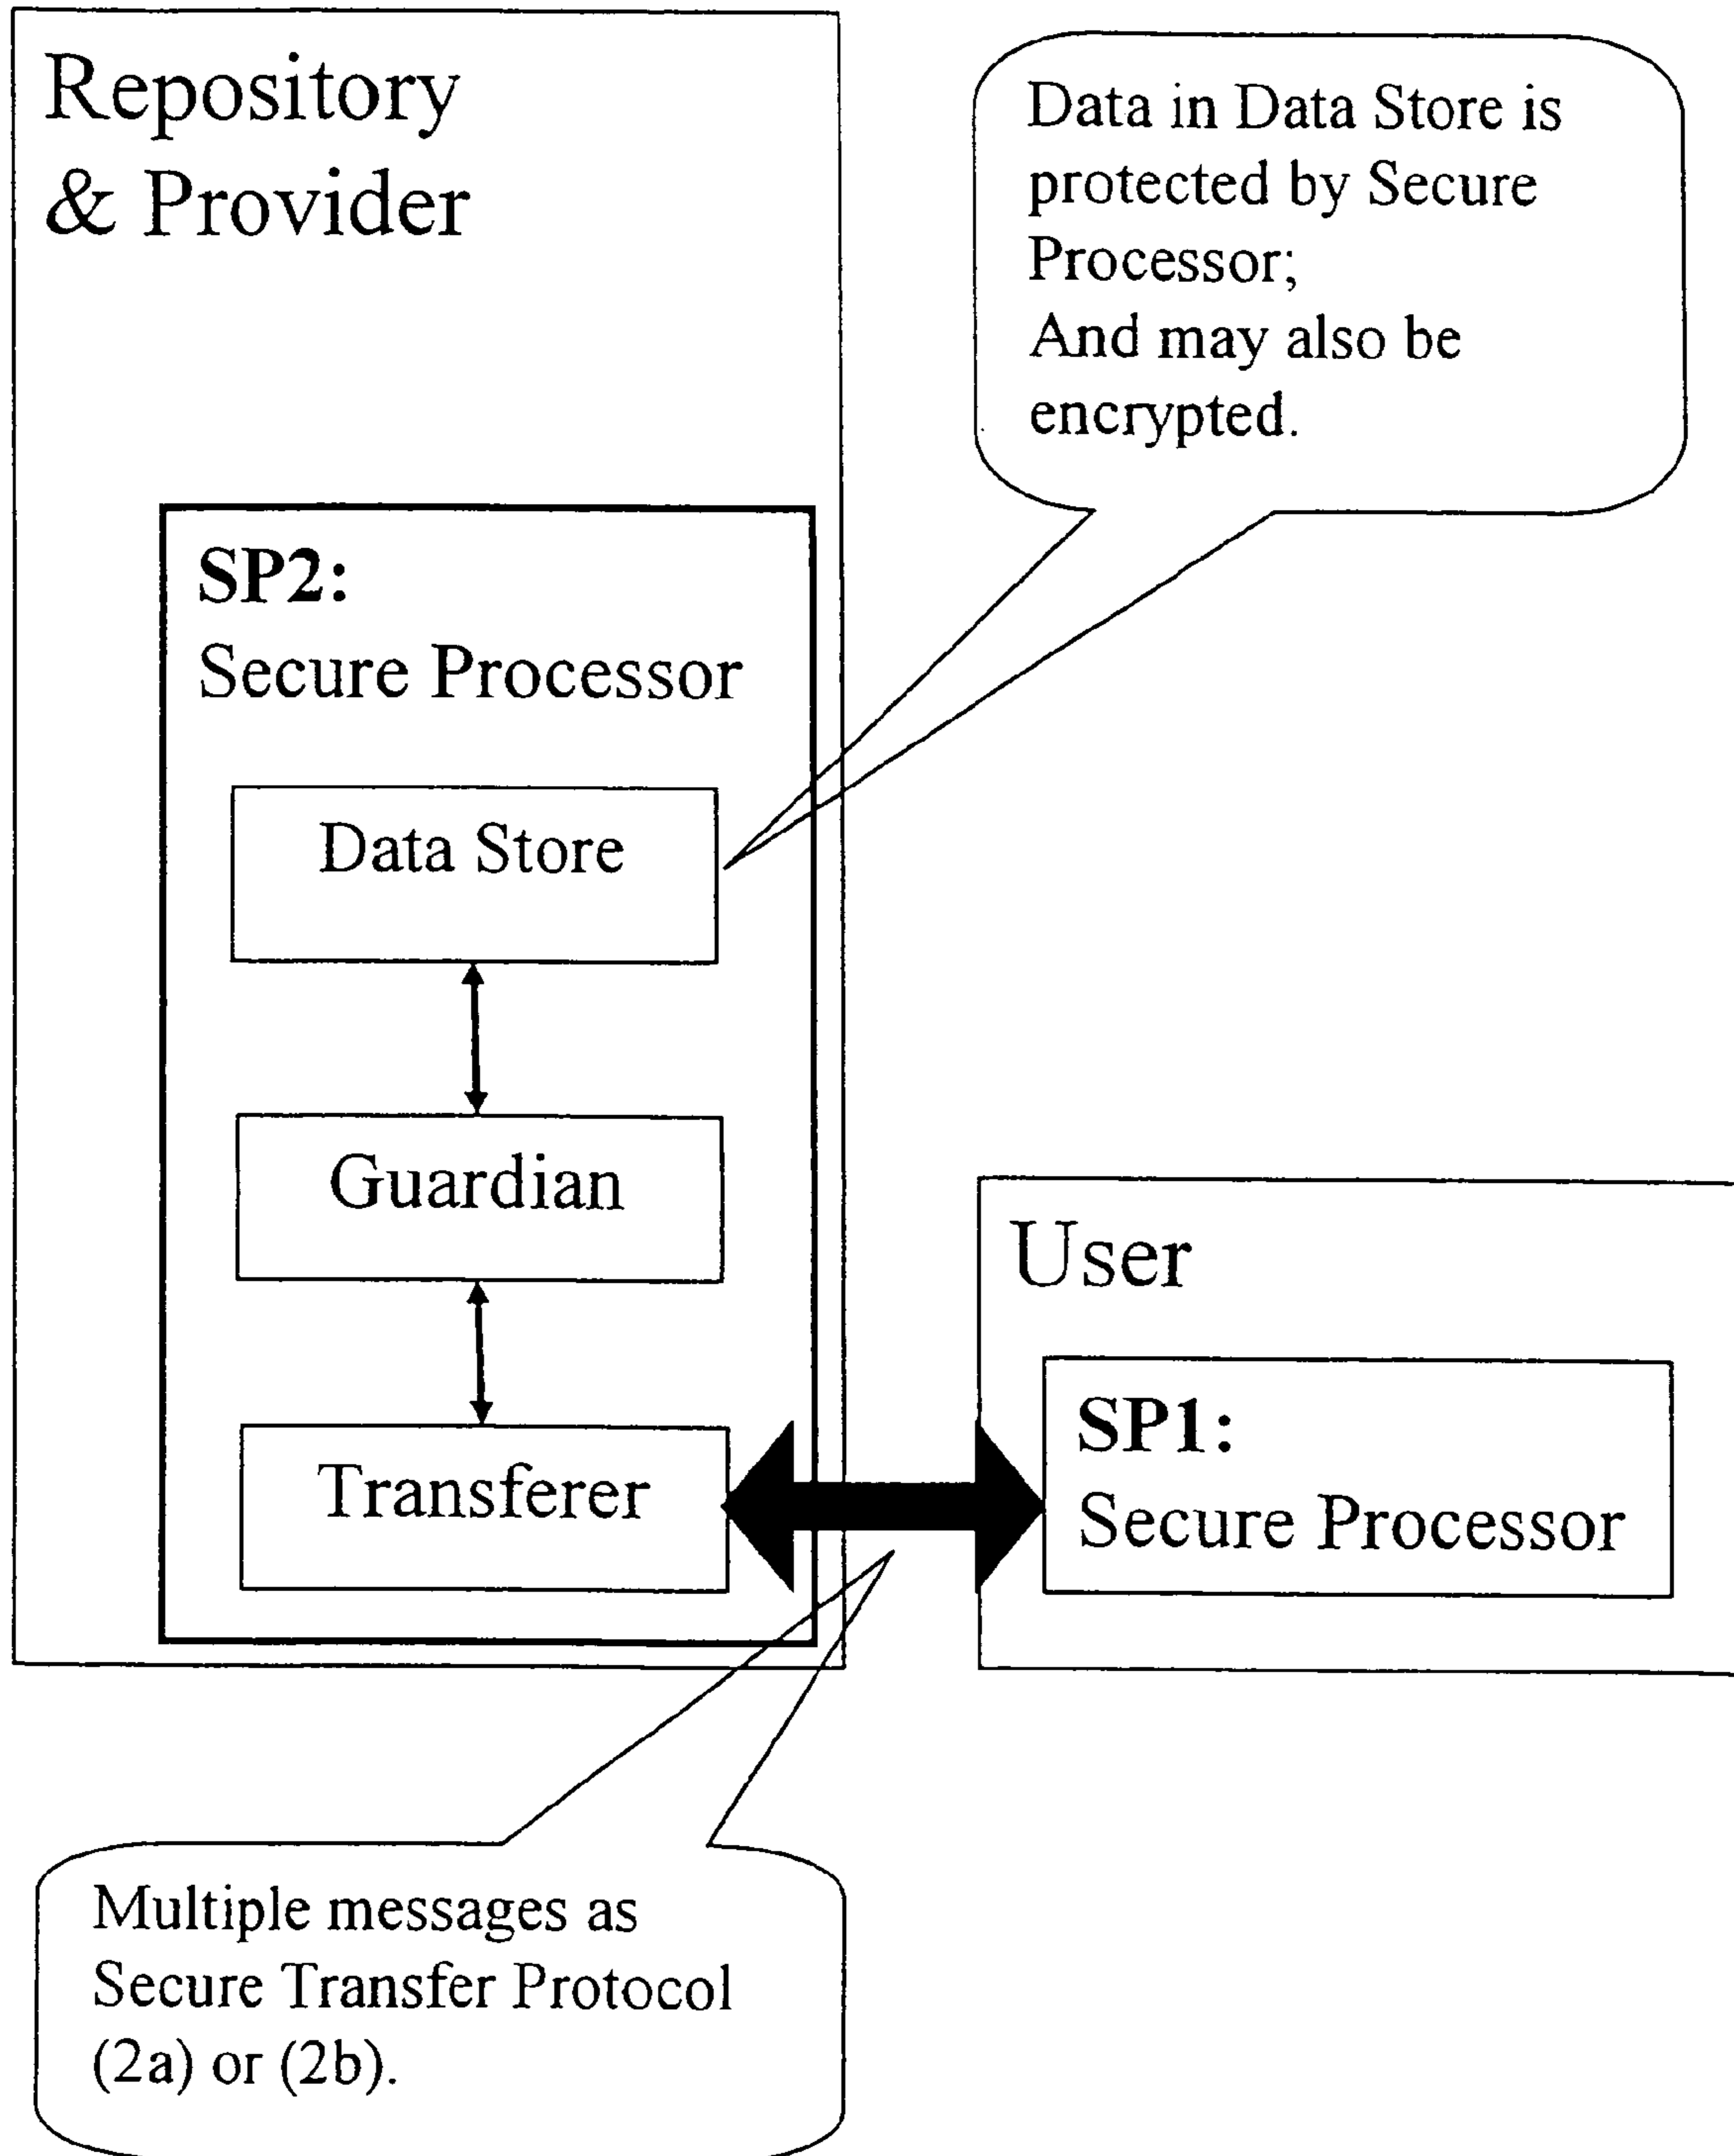 Repository
& Provider
Data in Data Store is
protected by Secure
Processor;
And may also be
encrypted.
SP2:
Secure Processor
Data Store
Guardian
Transferer
User
SP1:
Secure Processor
Multiple messages as
Secure Transfer Protocol
(2a) or (2b).